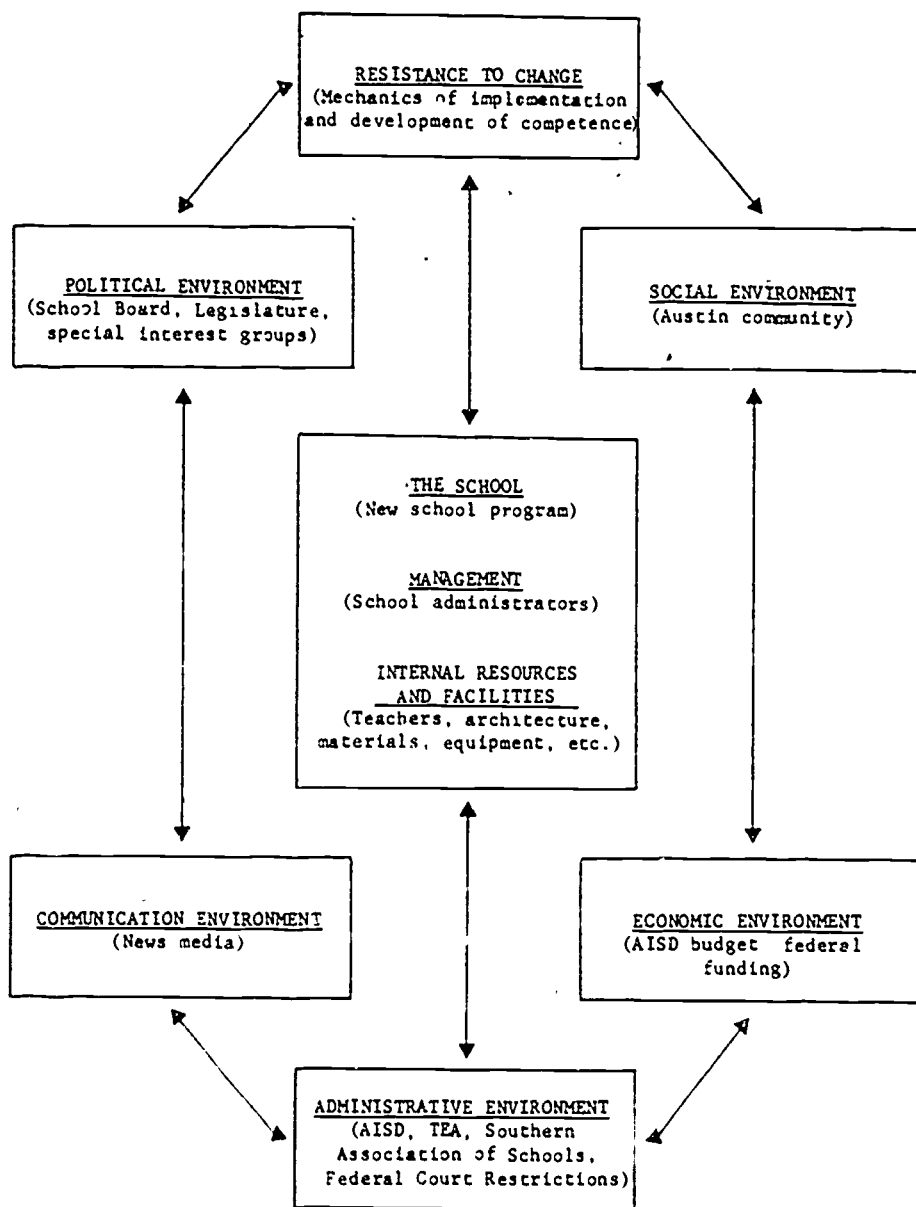 RESISTANCE TO CHANGE
(Mechanics of implementation
and development of competence)
POLITICAL ENVIRONMENT
(School Board, Legislature,
special interest groups)
SOCIAL ENVIRONMENT
(Austin community)
THE SCHOOL
(New school program)
MANAGEMENT
(School administrators)
INTERNAL RESOURCES
AND FACILITIES
(Teachers, architecture,
materials, equipment, etc.)
COMMUNICATION ENVIRONMENT
(News media)
ECONOMIC ENVIRONMENT
(AISD budget federal
funding)
ADMINISTRATIVE ENVIRONMENT
(AISD, TEA, Southern
Association of Schools,
Federal Court Restrictions)